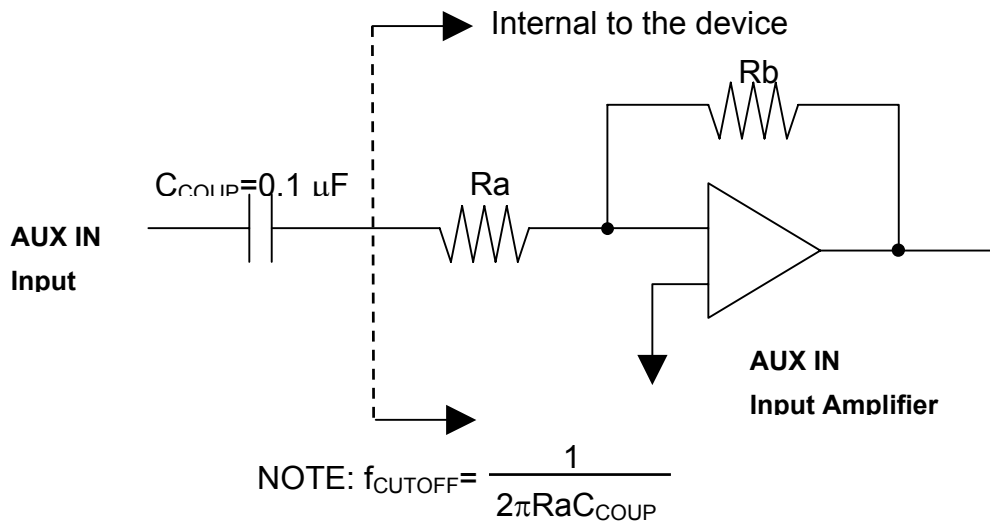 Internal to the device
Rb
C_COUP=0.1 μF
Ra
AUX IN
Input
AUX IN
Input Amplifier
NOTE: f_CUTOFF= 1
2πRaC_COUP